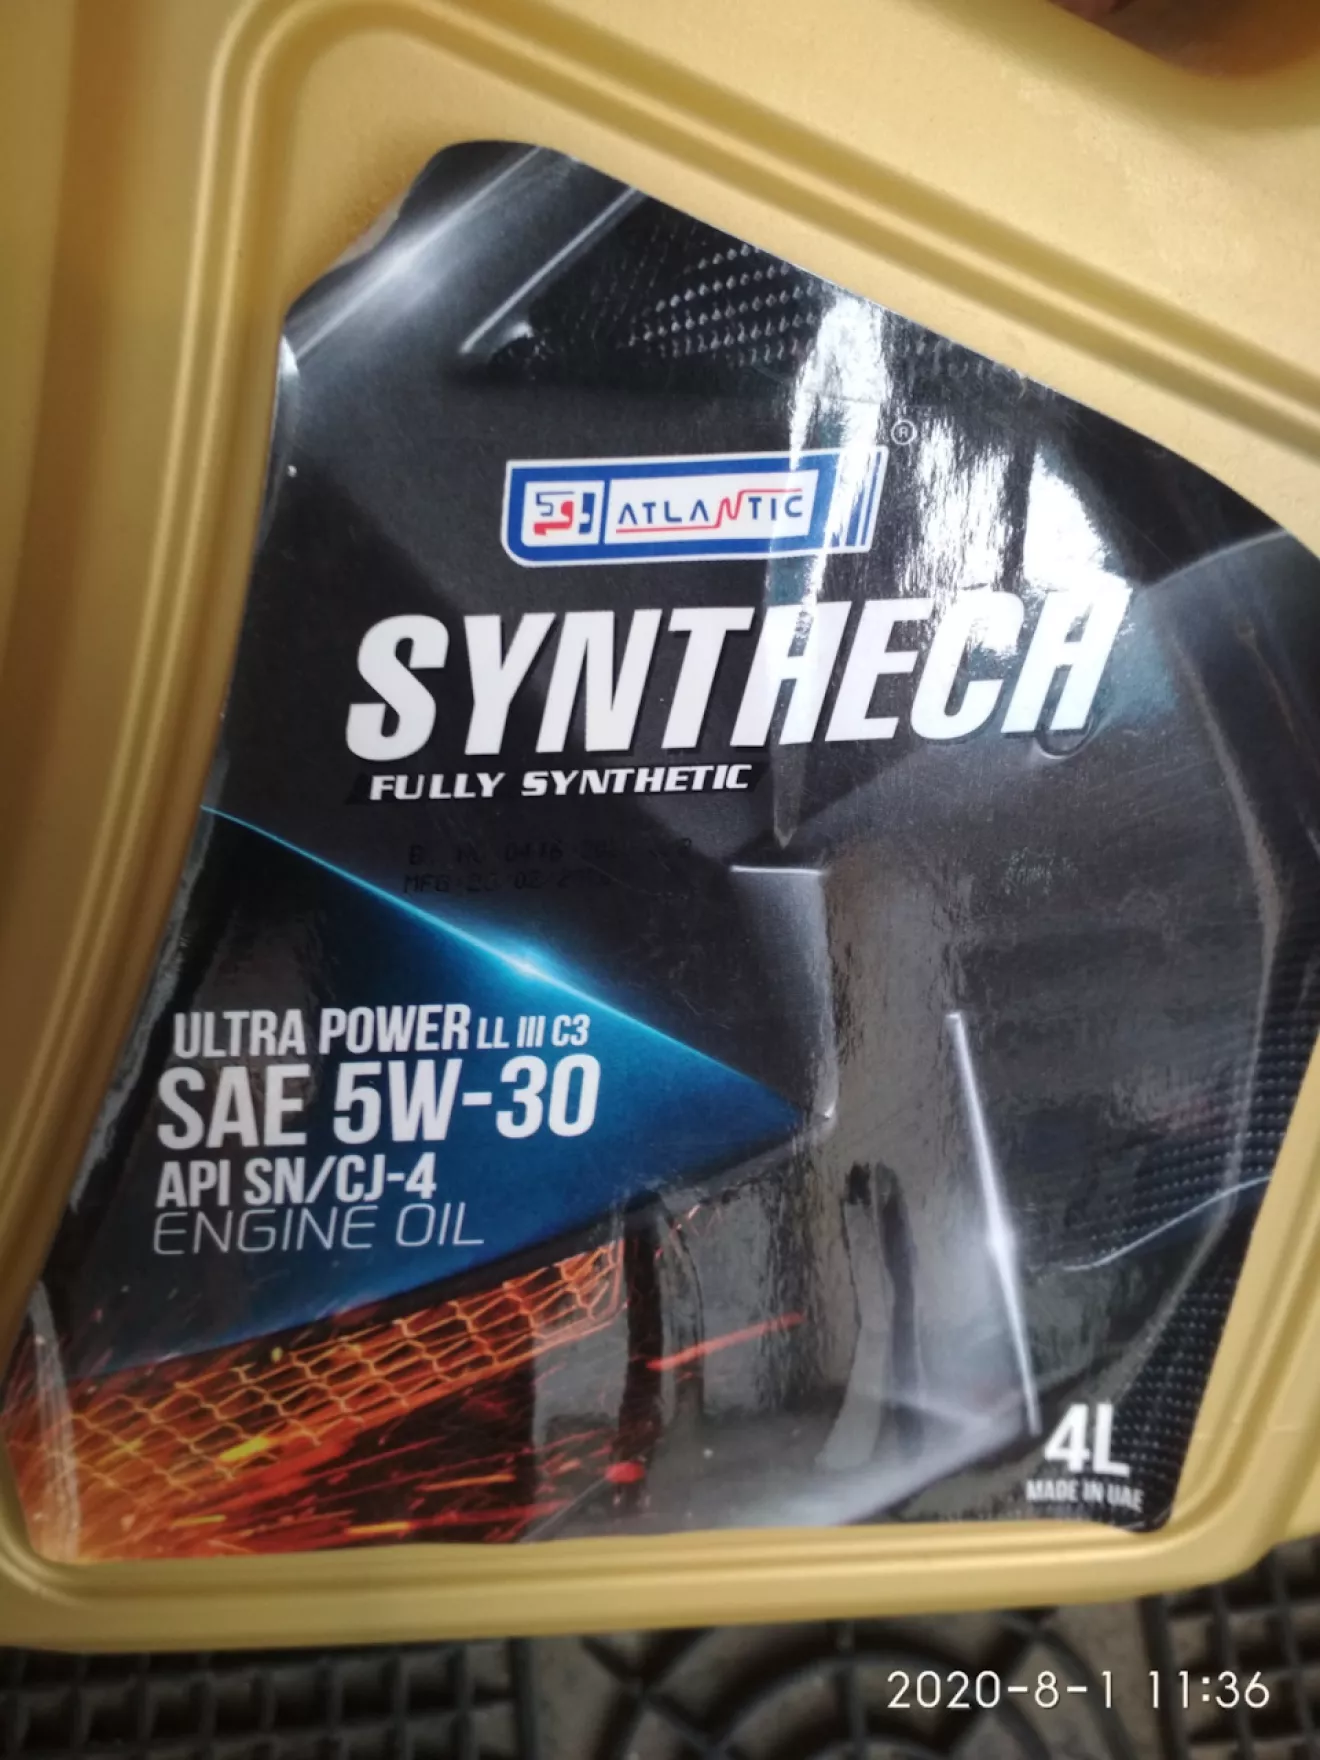 ®
ATLANTIC
SYNTHECH
FULLY SYNTHETIC
ULTRA POWER LL III C3
SAE 5W-30
API SN/CJ-4
ENGINE OIL
4L
MADE IN UAE
2020-8-1 11:36